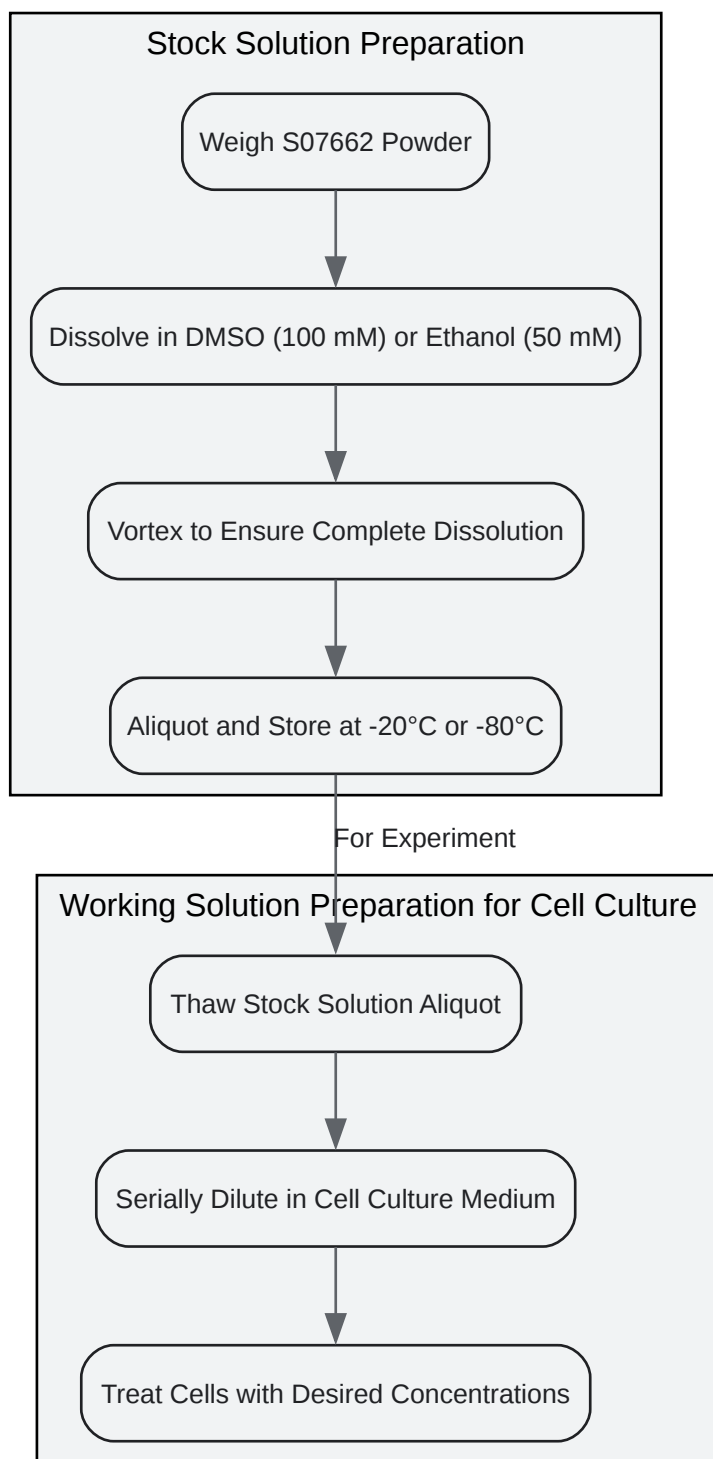 Stock Solution Preparation
Weigh S07662 Powder
Dissolve in DMSO (100 mM) or Ethanol (50 mM)
Vortex to Ensure Complete Dissolution
Aliquot and Store at -20°C or -80°C
For Experiment
Working Solution Preparation for Cell Culture
Thaw Stock Solution Aliquot
Serially Dilute in Cell Culture Medium
Treat Cells with Desired Concentrations